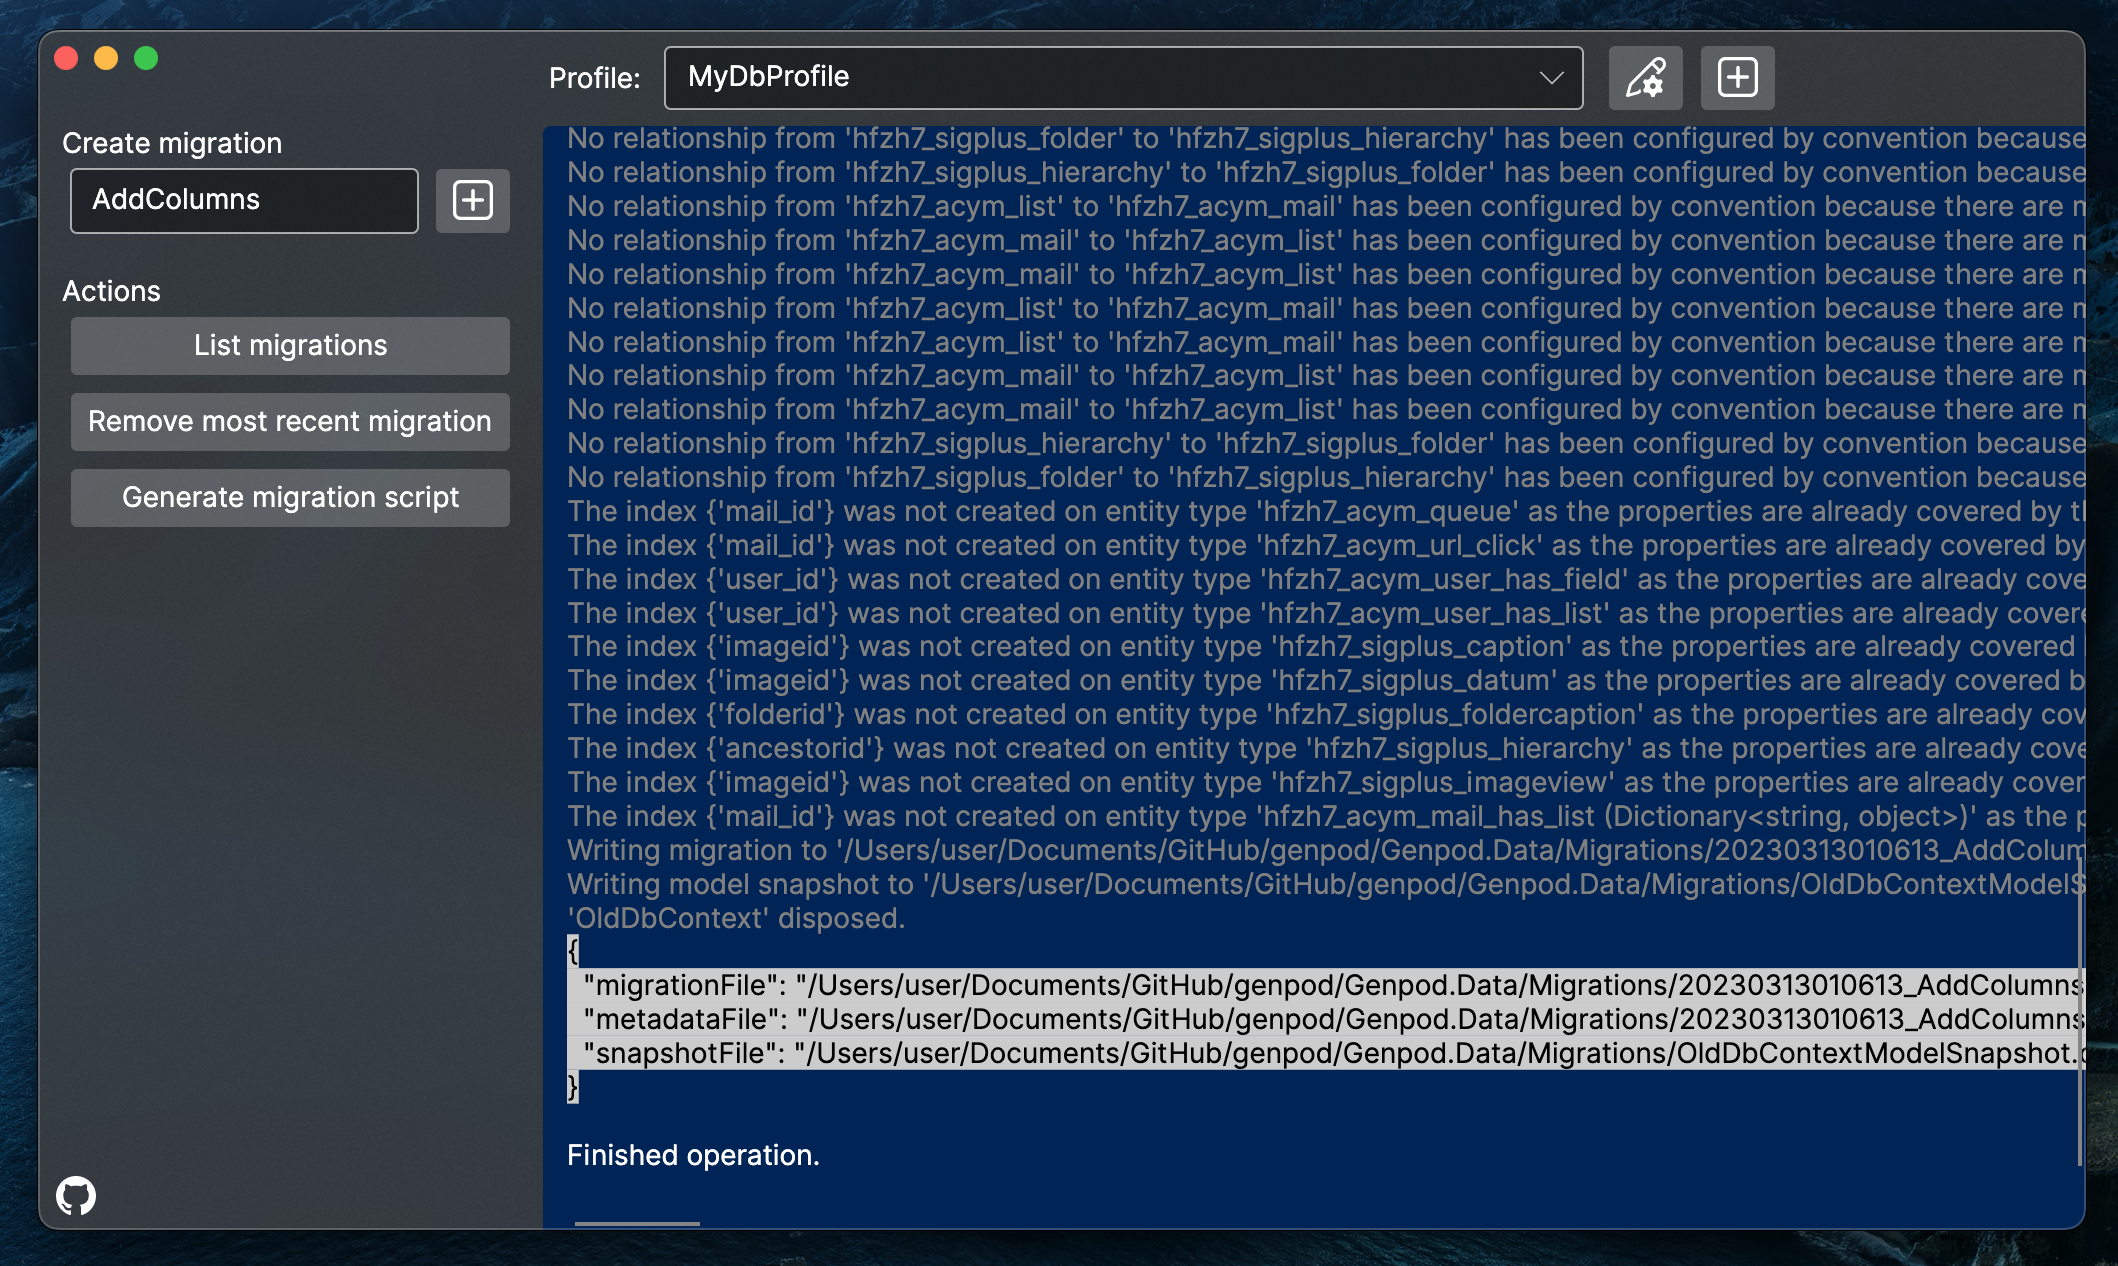 Profile:
MyDbProfile
Create migration
AddColumns
Actions
List migrations
Remove most recent migration
Generate migration script
No relationship from 'hfzh7_sigplus_folder' to 'hfzh7_sigplus_hierarchy' has been configured by convention because
No relationship from 'hfzh7_sigplus_hierarchy' to 'hfzh7_sigplus_folder' has been configured by convention because
No relationship from 'hfzh7_acym_list' to 'hfzh7_acym_mail' has been configured by convention because there are
No relationship from 'hfzh7_acym_mail' to 'hfzh7_acym_list' has been configured by convention because there are
No relationship from 'hfzh7_acym_mail' to 'hfzh7_acym_list' has been configured by convention because there are
No relationship from 'hfzh7_acym_list' to 'hfzh7_acym_mail' has been configured by convention because there are
No relationship from 'hfzh7_acym_list' to 'hfzh7_acym_mail' has been configured by convention because there are
No relationship from 'hfzh7_acym_mail' to 'hfzh7_acym_list' has been configured by convention because there are
No relationship from 'hfzh7_acym_mail' to 'hfzh7_acym_list' has been configured by convention because there are
No relationship from 'hfzh7_sigplus_hierarchy' to 'hfzh7_sigplus_folder' has been configured by convention because
No relationship from 'hfzh7_sigplus_folder' to 'hfzh7_sigplus_hierarchy' has been configured by convention because
The index {'mail_id'} was not created on entity type 'hfzh7_acym_queue' as the properties are already covered by
The index {'mail_id'} was not created on entity type 'hfzh7_acym_url_click' as the properties are already covered by
The index {'user_id'} was not created on entity type 'hfzh7_acym_user_has_field' as the properties are already cove
The index {'user_id'} was not created on entity type 'hfzh7_acym_user_has_list' as the properties are already covere
The index {'imageid'} was not created on entity type 'hfzh7_sigplus_caption' as the properties are already covered
The index {'imageid'} was not created on entity type 'hfzh7_sigplus_datum' as the properties are already covered b
The index {'folderid'} was not created on entity type 'hfzh7_sigplus_foldercaption' as the properties are already cov
The index {'ancestorid'} was not created on entity type 'hfzh7_sigplus_hierarchy' as the properties are already cove
The index {'imageid'} was not created on entity type 'hfzh7_sigplus_imageview' as the properties are already cover
The index {'mail_id'} was not created on entity type 'hfzh7_acym_mail_has_list (Dictionary<string, object>)' as the
Writing migration to '/Users/user/Documents/GitHub/genpod/Genpod.Data/Migrations/20230313010613_AddColum
Writing model snapshot to '/Users/user/Documents/GitHub/genpod/Genpod.Data/Migrations/OldDbContextModelS
'OldDbContext' disposed.
{
"migrationFile": "/Users/user/Documents/GitHub/genpod/Genpod.Data/Migrations/20230313010613_AddColumns
"metadataFile": "/Users/user/Documents/GitHub/genpod/Genpod.Data/Migrations/20230313010613_AddColumns
"snapshotFile": "/Users/user/Documents/GitHub/genpod/Genpod.Data/Migrations/OldDbContextModelSnapshot.
}
Finished operation.